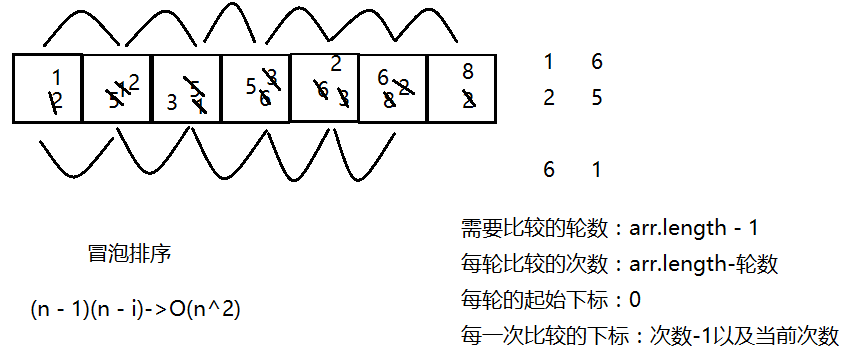 1 2 3 2 6 8
2 5 1 5 1 5 3 6 6 3 8 2 2
1 6
2 5
6 1
冒泡排序
(n - 1)(n - i)->O(n^2)
需要比较的轮数：arr.length - 1
每轮比较的次数：arr.length-轮数
每轮的起始下标：0
每一次比较的下标：次数-1以及当前次数